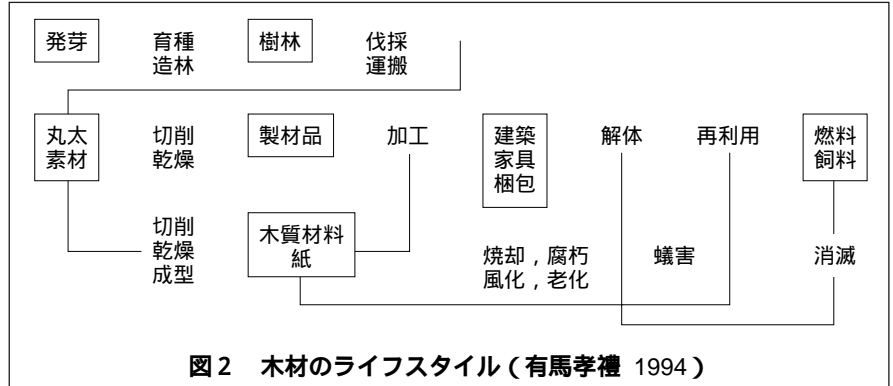 発芽 育種 樹林 伐採
造林 運搬
丸太 切削 製材品 加工 建築 解体 再利用 燃料
素材 乾燥 家具 飼料
梱包
切削
乾燥 木質材料
成型 紙
焼却，腐朽 蟻害 消滅
風化，老化
図2 木材のライフスタイル（有馬孝禮 1994）